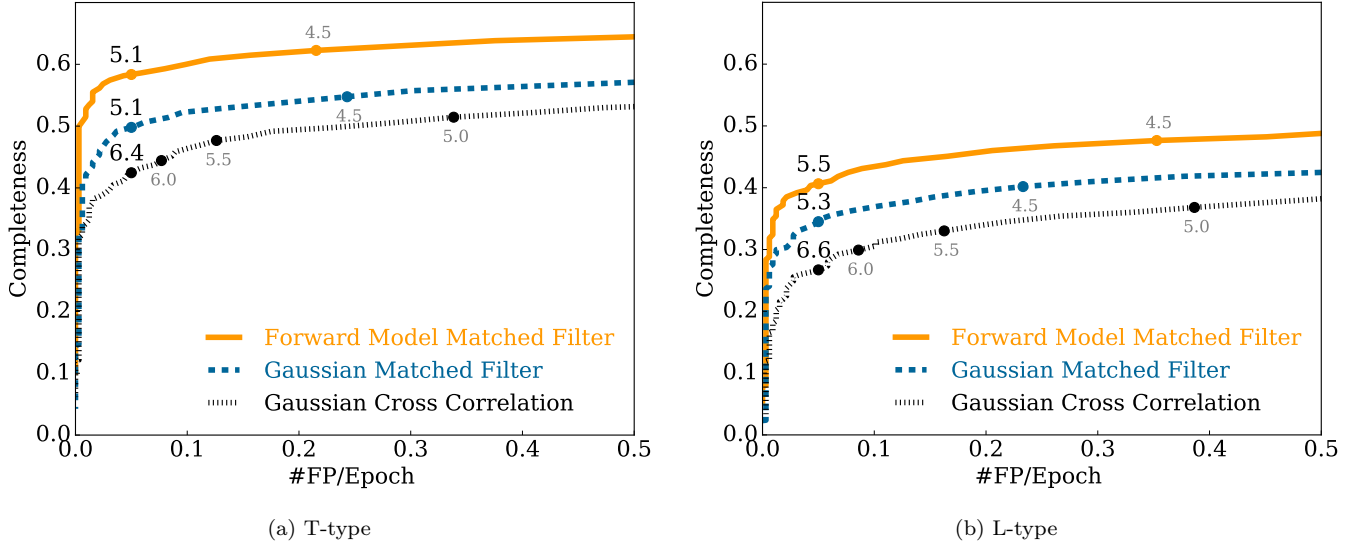 Completeness
0.6
0.5
0.4
0.3
0.2
0.1
0.0
4.5
5.1
5.1
4.5
6.4
6.0
5.5
5.0
Forward Model Matched Filter
Gaussian Matched Filter
Gaussian Cross Correlation
0.0 0.1 0.2 0.3 0.4 0.5
#FP/Epoch
(a) T-type
Completeness
0.6
0.5
0.4
0.3
0.2
0.1
0.0
4.5
5.5
5.3
4.5
6.6
6.0
5.5
5.0
Forward Model Matched Filter
Gaussian Matched Filter
Gaussian Cross Correlation
0.0 0.1 0.2 0.3 0.4 0.5
#FP/Epoch
(b) L-type